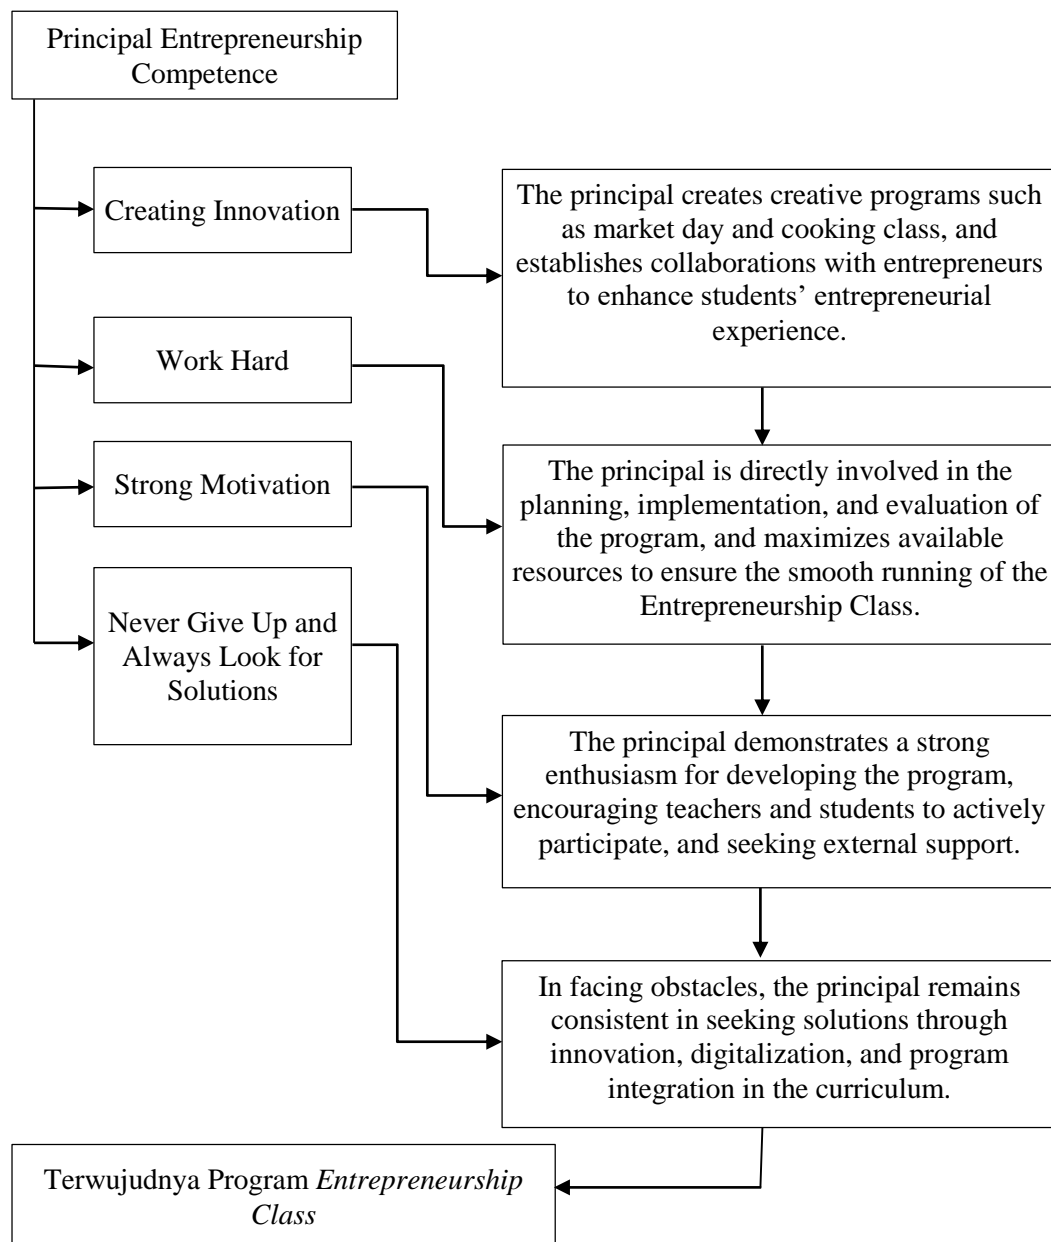 Principal Entrepreneurship
Competence
Creating Innovation
The principal creates creative programs such
as market day and cooking class, and
establishes collaborations with entrepreneurs
to enhance students’ entrepreneurial
experience.
Work Hard
The principal is directly involved in the
planning, implementation, and evaluation of
the program, and maximizes available
resources to ensure the smooth running of the
Entrepreneurship Class.
Strong Motivation
The principal demonstrates a strong
enthusiasm for developing the program,
encouraging teachers and students to actively
participate, and seeking external support.
Never Give Up and
Always Look for
Solutions
In facing obstacles, the principal remains
consistent in seeking solutions through
innovation, digitalization, and program
integration in the curriculum.
Terwujudnya Program Entrepreneurship
Class